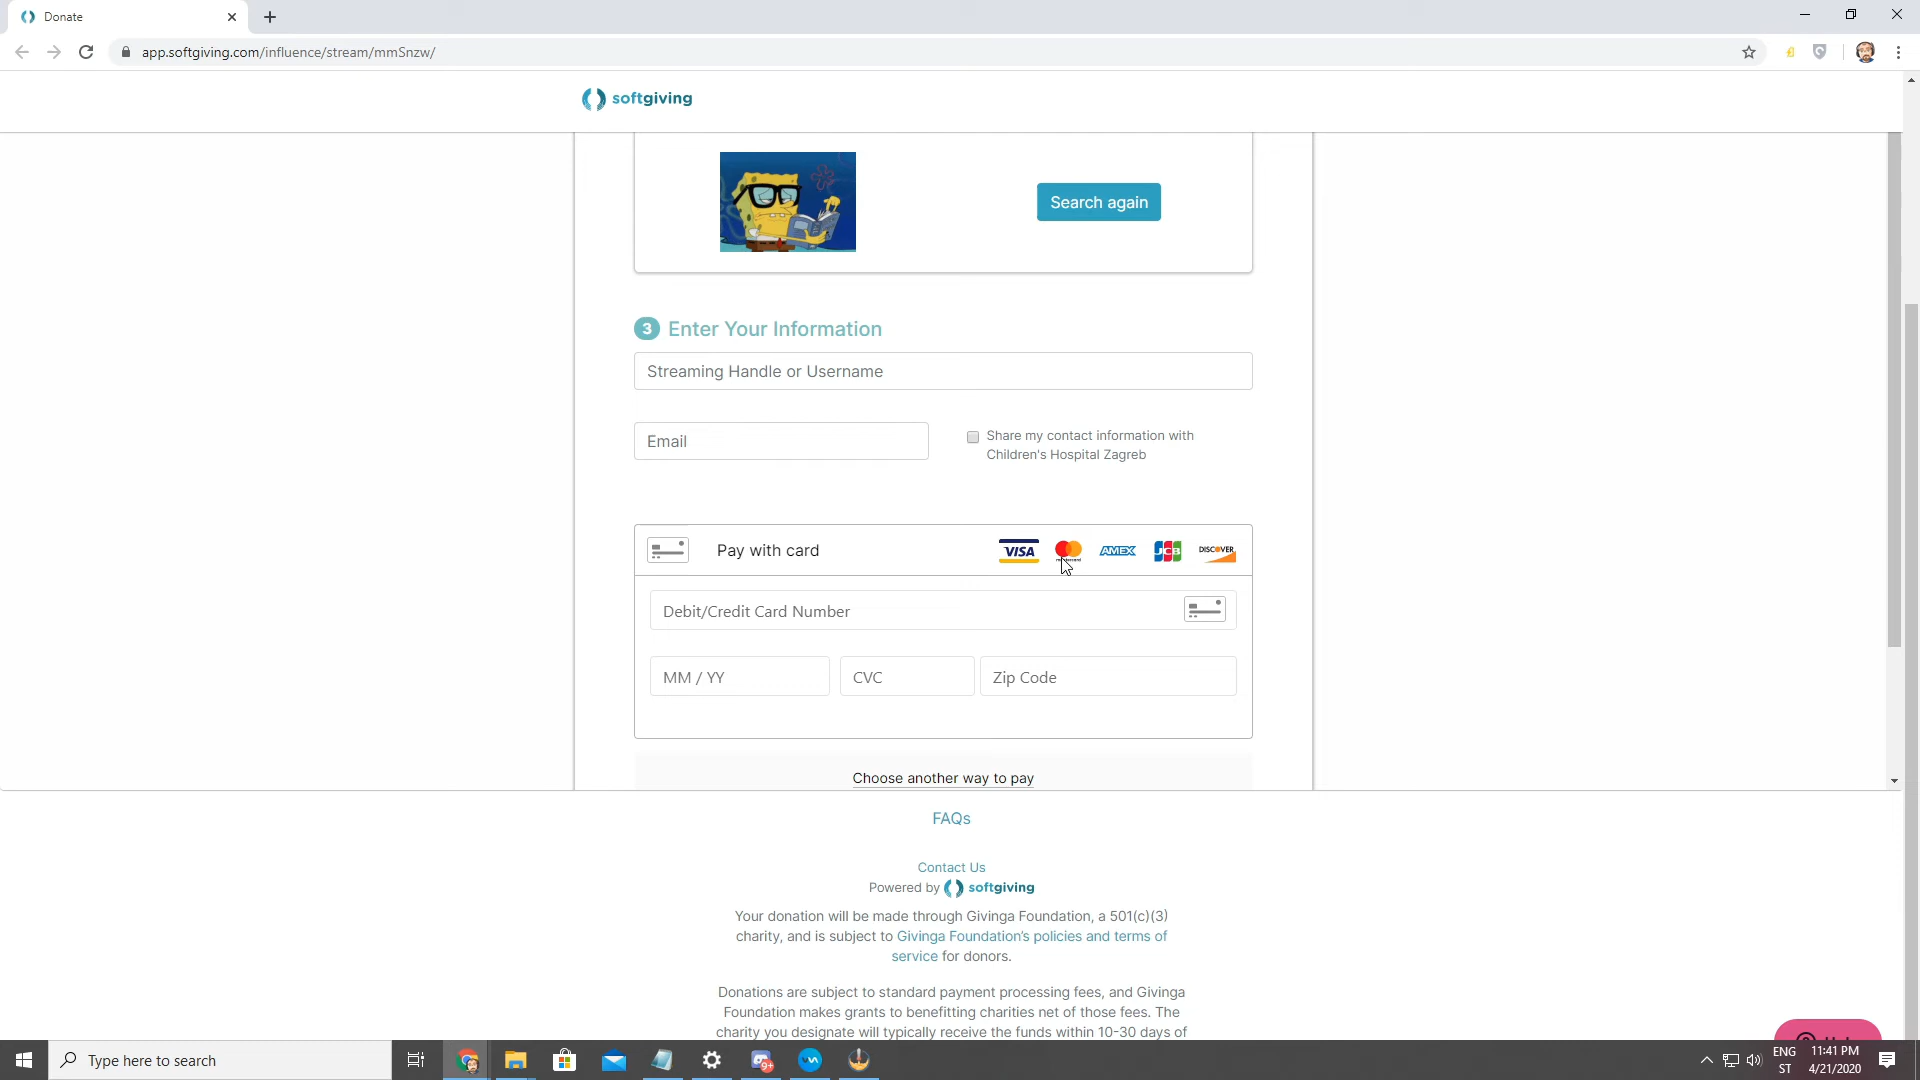 Donate
app.softgiving.com/influence/stream/mmSnzw/
softgiving
Search again
3 Enter Your Information
Streaming Handle or Username
Email
Share my contact information with
Children's Hospital Zagreb
Pay with card
VISA
mastercard
AMEX
JCB
DISCOVER
Debit/Credit Card Number
MM / YY
CVC
Zip Code
Choose another way to pay
FAQs
Contact Us
Powered by softgiving
Your donation will be made through Givinga Foundation, a 501(c)(3)
charity, and is subject to Givinga Foundation's policies and terms of
service for donors.
Donations are subject to standard payment processing fees, and Givinga
Foundation makes grants to benefitting charities net of those fees. The
charity you designate will typically receive the funds within 10-30 days of
Type here to search
9+
ENG
ST
11:41 PM
4/21/2020